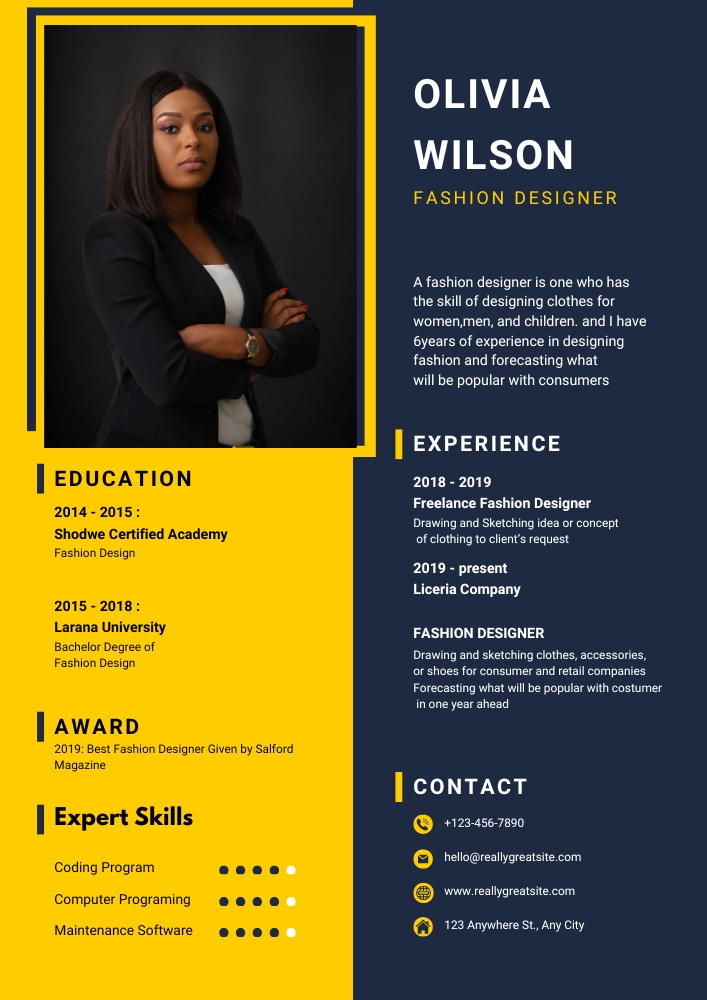 OLIVIA
WILSON
FASHION DESIGNER
A fashion designer is one who has
the skill of designing clothes for
women,men, and children. and I have
6years of experience in designing
fashion and forecasting what
will be popular with consumers
EDUCATION
2014 - 2015 :
Shodwe Certified Academy
Fashion Design
2015 - 2018 :
Larana University
Bachelor Degree of
Fashion Design
AWARD
2019: Best Fashion Designer Given by Salford
Magazine
Expert Skills
Coding Program
Computer Programing
Maintenance Software
EXPERIENCE
2018 - 2019
Freelance Fashion Designer
Drawing and Sketching idea or concept
of clothing to client's request
2019 - present
Liceria Company
FASHION DESIGNER
Drawing and sketching clothes, accessories,
or shoes for consumer and retail companies
Forecasting what will be popular with costumer
in one year ahead
CONTACT
+123-456-7890
hello@reallygreatsite.com
www.reallygreatsite.com
123 Anywhere St., Any City